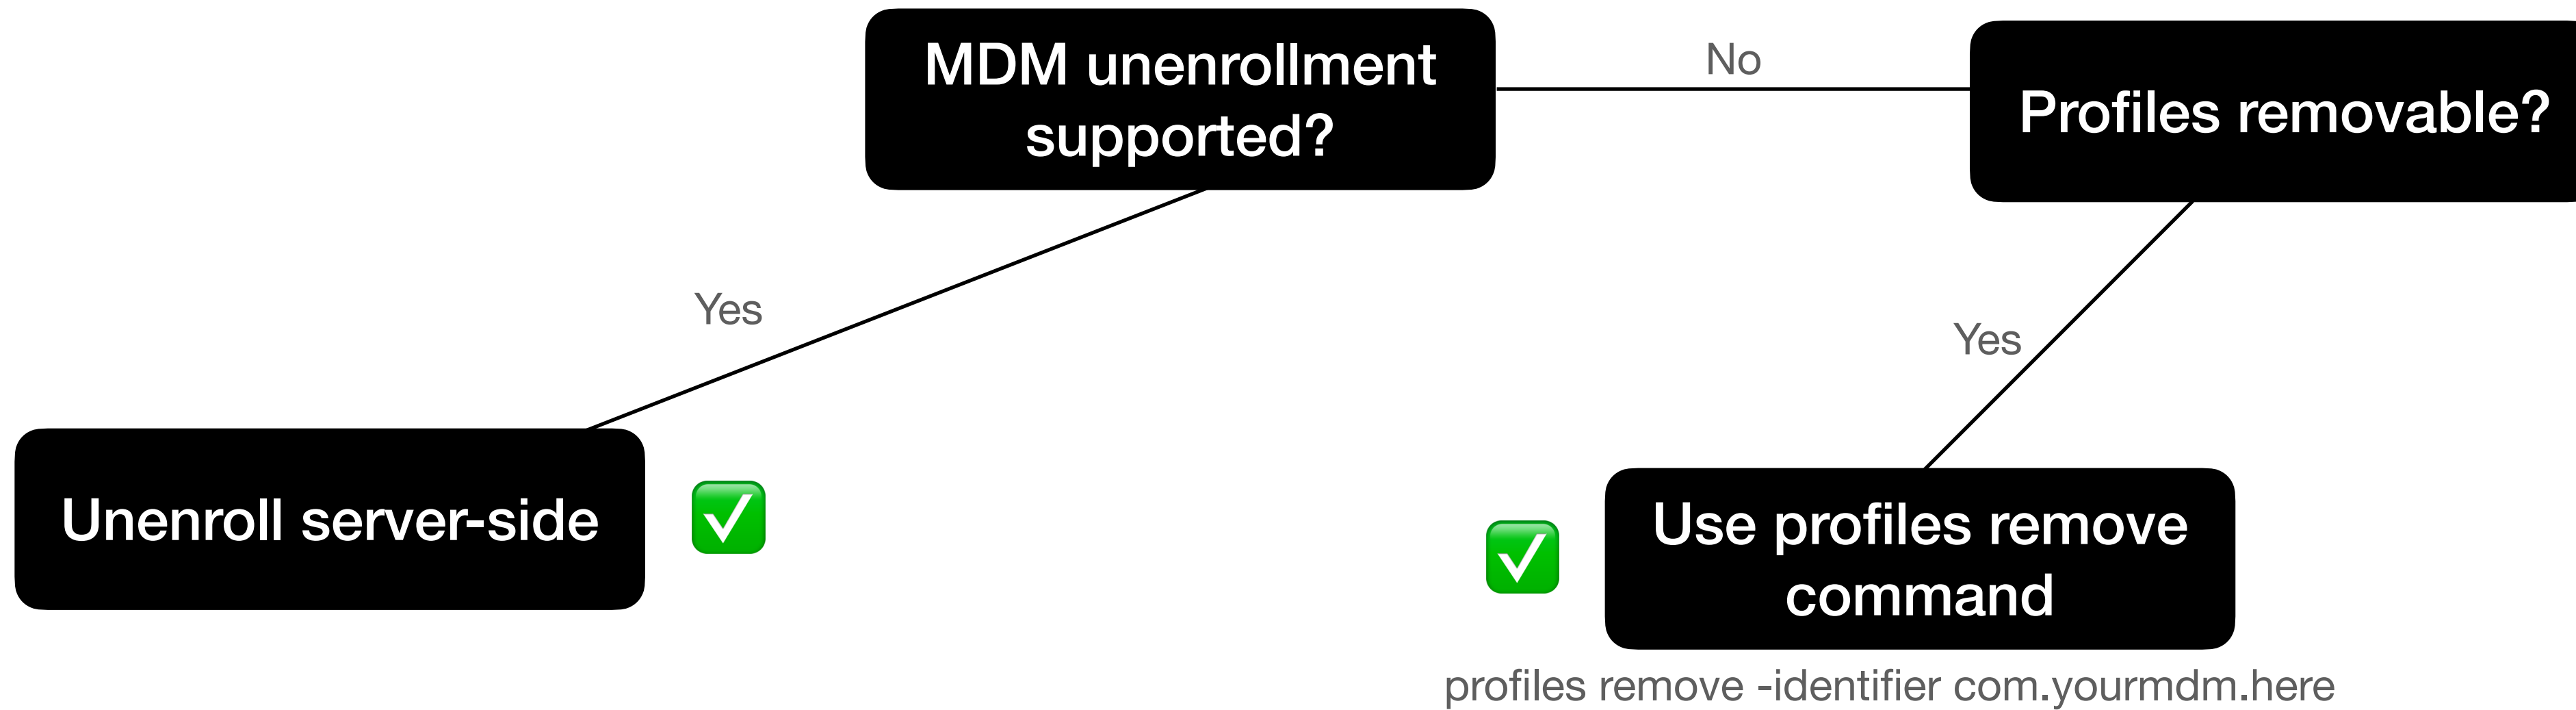 MDM unenrollment
supported?
No
Profiles removable?
Yes
Yes
Unenroll server-side
Use profiles remove
command
profiles remove -identifier com.yourmdm.here